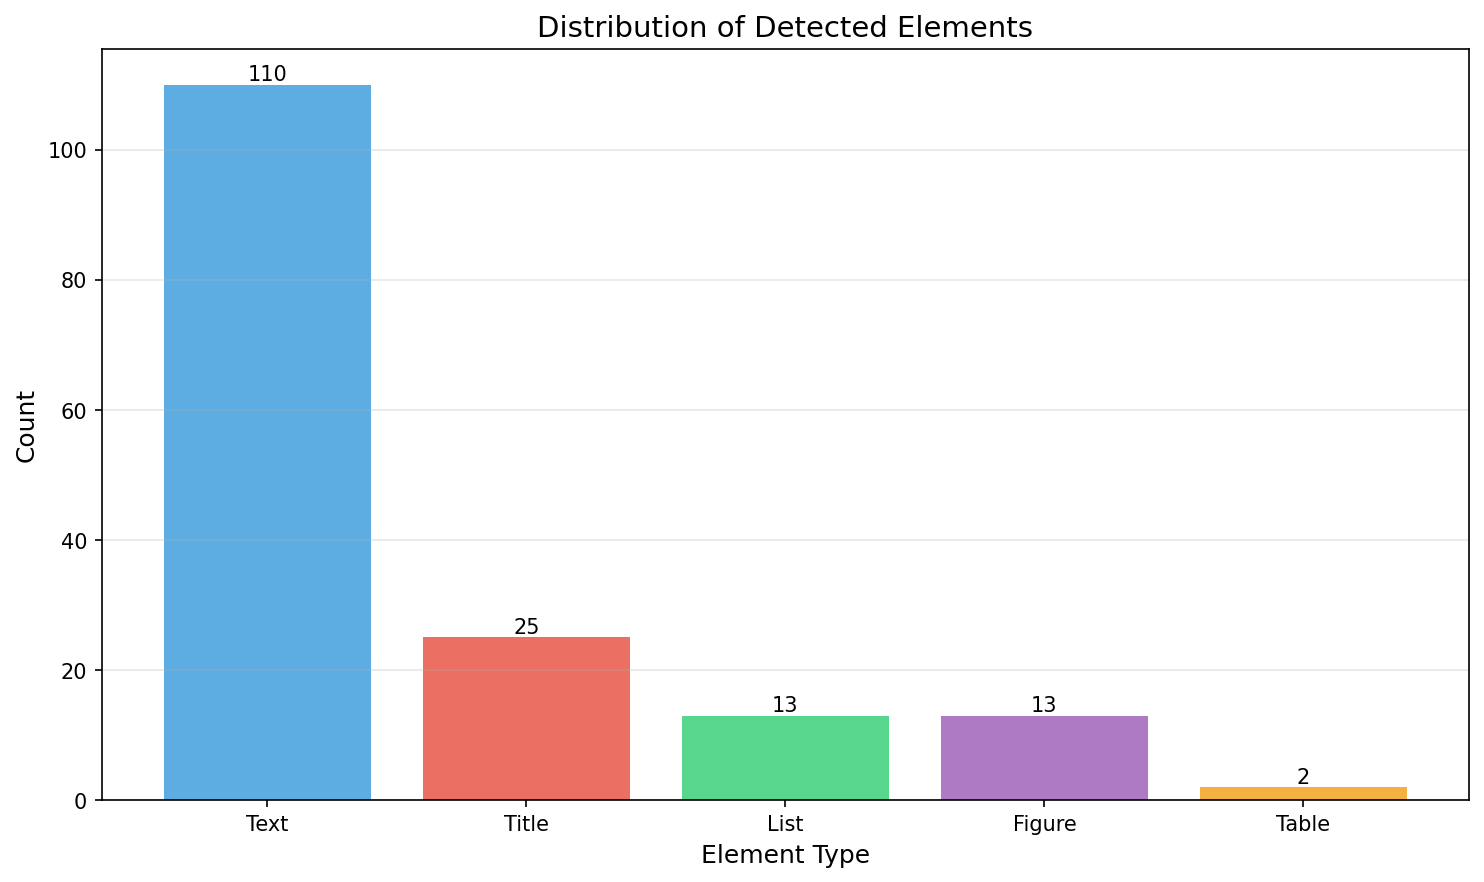 Distribution of Detected Elements
110
100
80
60
Count
40
25
20
13
13
2
0
Text
Title
List
Figure
Table
Element Type